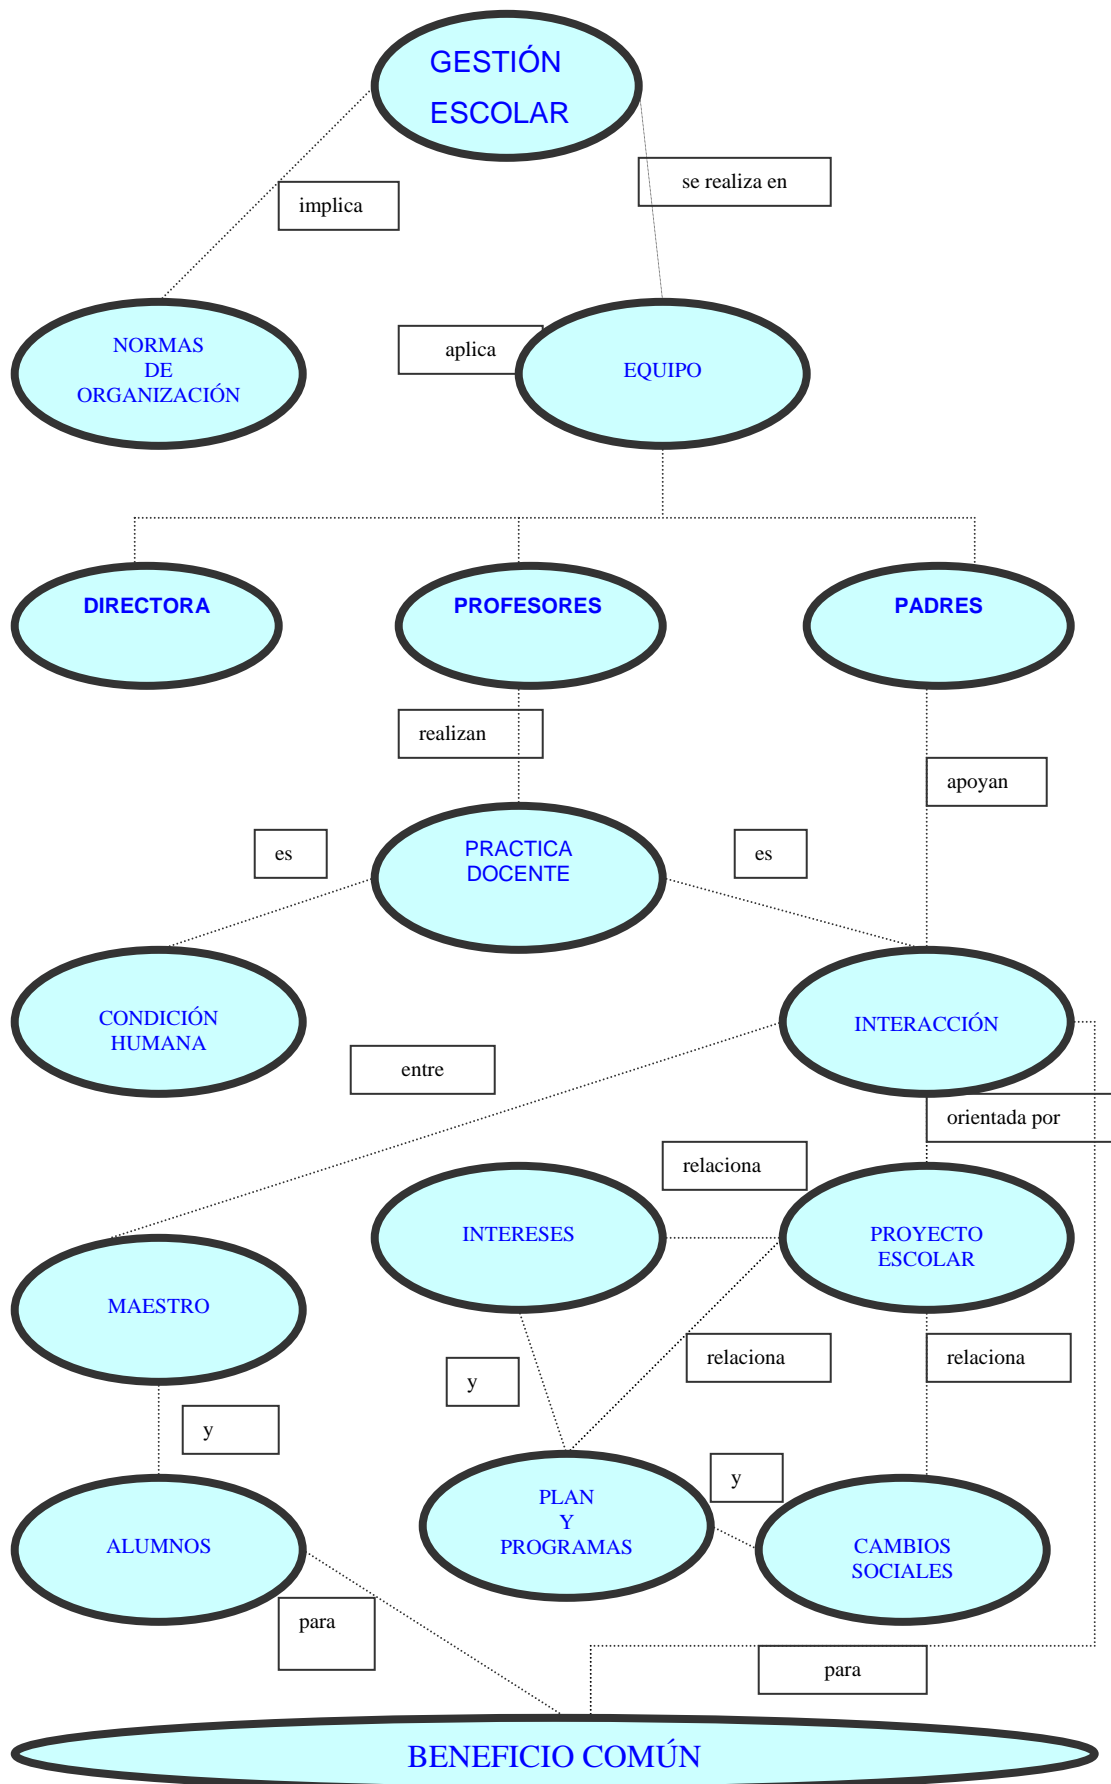 GESTIÓN
ESCOLAR
se realiza en
implica
NORMAS
DE
ORGANIZACIÓN
aplica
EQUIPO
DIRECTORA
PROFESORES
PADRES
realizan
apoyan
es
PRACTICA
DOCENTE
es
CONDICIÓN
HUMANA
INTERACCIÓN
entre
orientada por
relaciona
INTERESES
PROYECTO
ESCOLAR
MAESTRO
relaciona
relaciona
y
y
y
PLAN
Y
PROGRAMAS
ALUMNOS
CAMBIOS
SOCIALES
para
para
BENEFICIO COMÚN